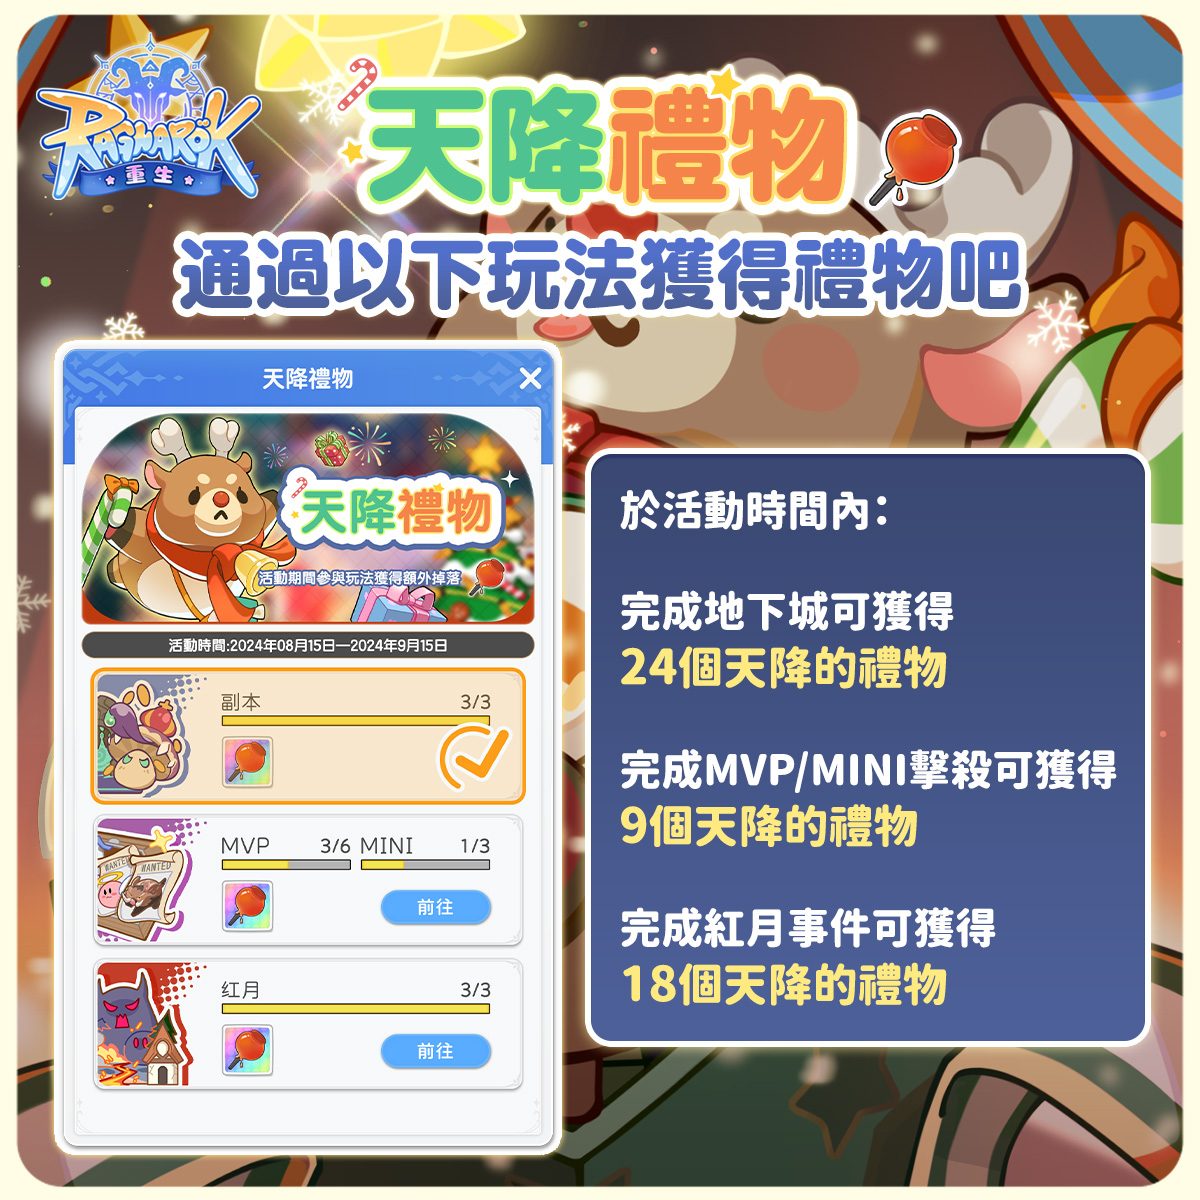 RAGNARÖK
重生
天降禮物
通過以下玩法獲得禮物吧
天降禮物
天降禮物
活動期間參與玩法獲得額外掉落
活動時間:2024年08月15日—2024年9月15日
副本 3/3
MVP 3/6 MINI 1/3
WANTED WANTED
前往
红月 3/3
前往
於活動時間內:
完成地下城可獲得
24個天降的禮物
完成MVP/MINI擊殺可獲得
9個天降的禮物
完成紅月事件可獲得
18個天降的禮物